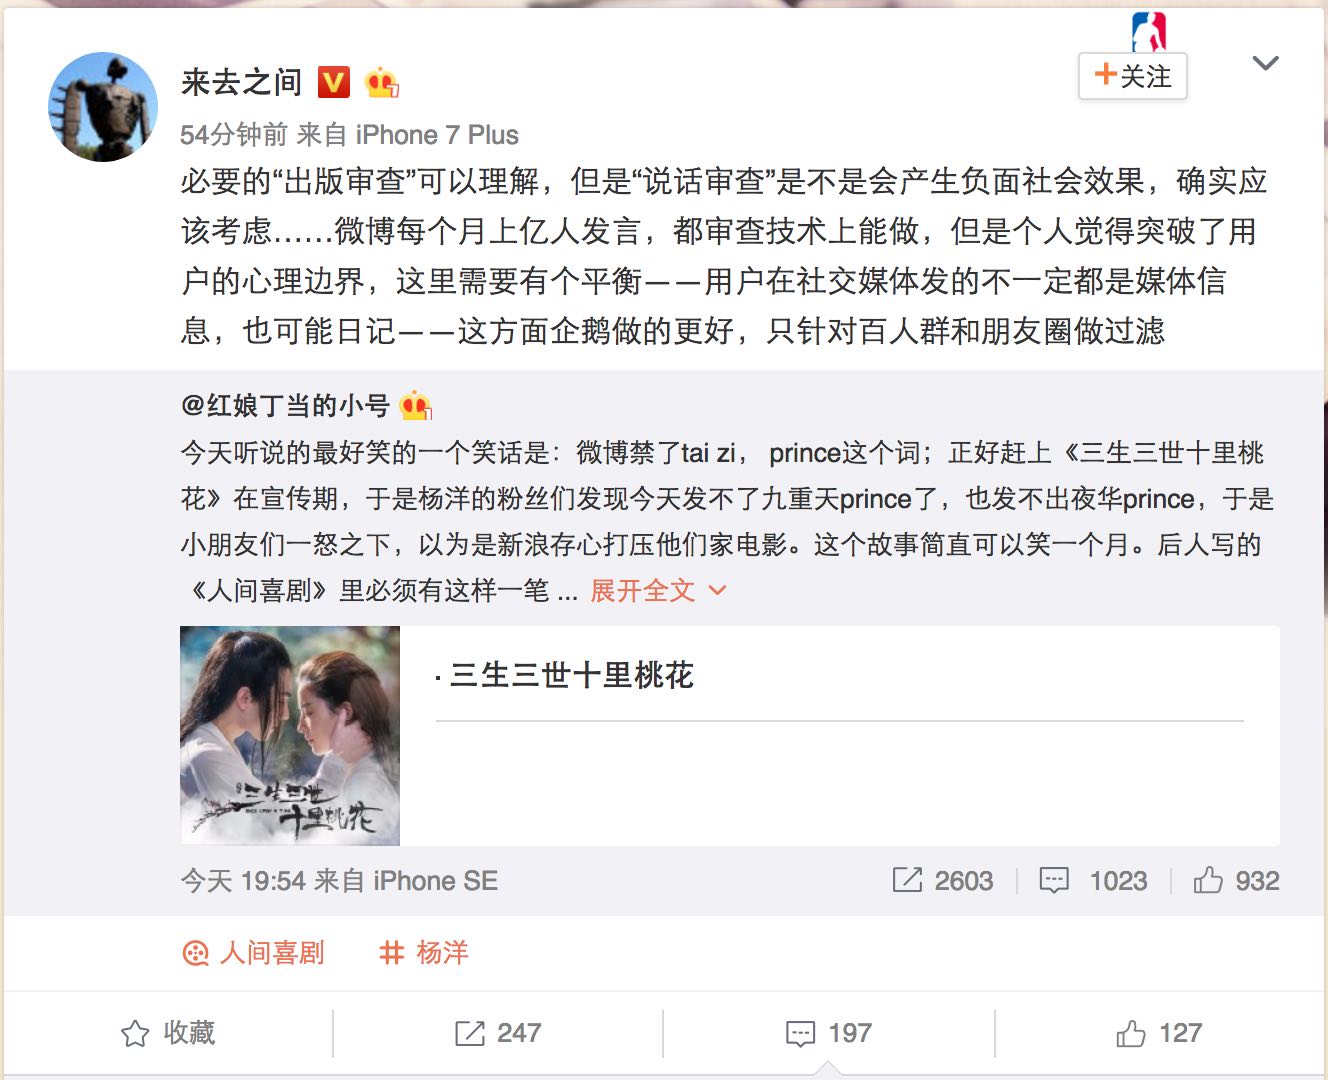 来去之间
+关注
54分钟前 来自 iPhone 7 Plus
必要的“出版审查”可以理解，但是“说话审查”是不是会产生负面社会效果，确实应
该考虑……微博每个月上亿人发言，都审查技术上能做，但是个人觉得突破了用
户的心理边界，这里需要有个平衡——用户在社交媒体发的不一定都是媒体信
息，也可能日记——这方面企鹅做的更好，只针对百人群和朋友圈做过滤
@红娘丁当的小号
今天听说的最好笑的一个笑话是：微博禁了tai zi， prince这个词；正好赶上《三生三世十里桃
花》在宣传期，于是杨洋的粉丝们发现今天发不了九重天prince了，也发不出夜华prince，于是
小朋友们一怒之下，以为是新浪存心打压他们家电影。这个故事简直可以笑一个月。后人写的
《人间喜剧》里必须有这样一笔 ... 展开全文
三生三世
十里桃花
· 三生三世十里桃花
今天 19:54 来自 iPhone SE
2603
1023
932
人间喜剧
# 杨洋
收藏
247
197
127